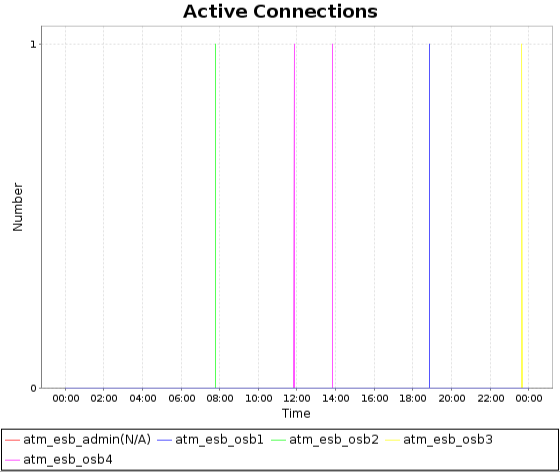 Active Connections
1
0
Number
00:00 02:00 04:00 06:00 08:00 10:00 12:00 14:00 16:00 18:00 20:00 22:00 00:00
Time
atm_esb_admin(N/A) atm_esb_osb1 atm_esb_osb2 atm_esb_osb3
atm_esb_osb4